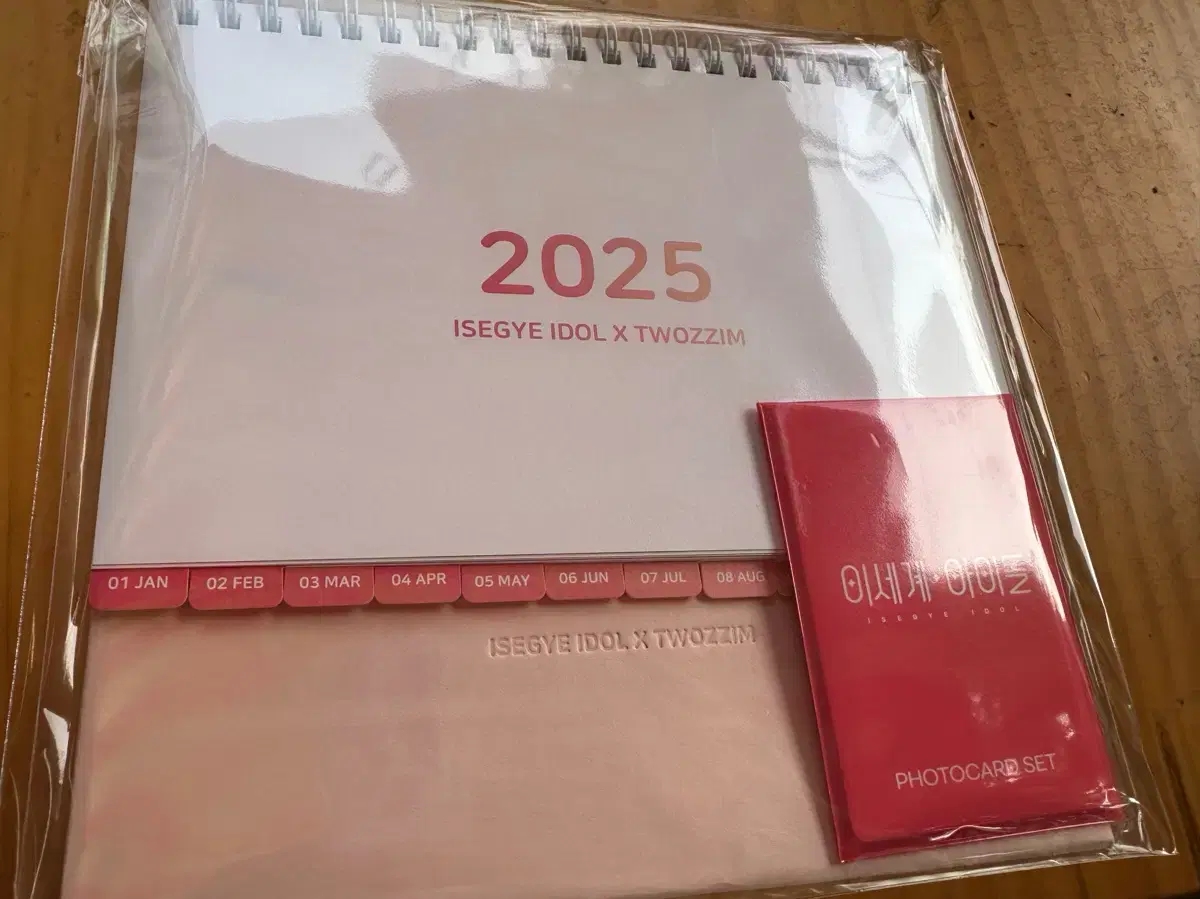 2025
ISEGYE IDOL X TWOZZIM
01 JAN
02 FEB
03 MAR
04 APR
05 MAY
06 JUN
07 JUL
08 AUG
ISEGYE IDOL X TWOZZIM
이세계 아이돌
ISEGYE IDOL
PHOTOCARD SET